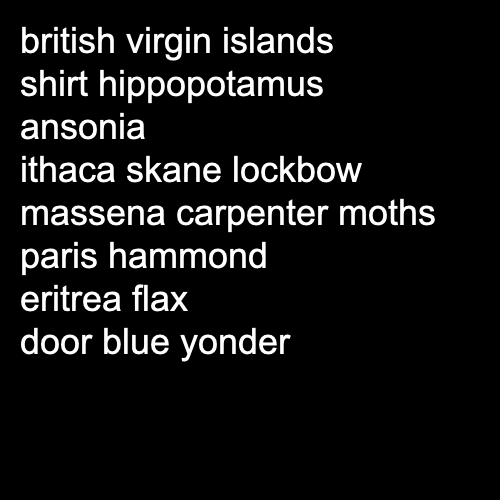 british virgin islands
shirt hippopotamus
ansonia
ithaca skane lockbow
massena carpenter moths
paris hammond
eritrea flax
door blue yonder